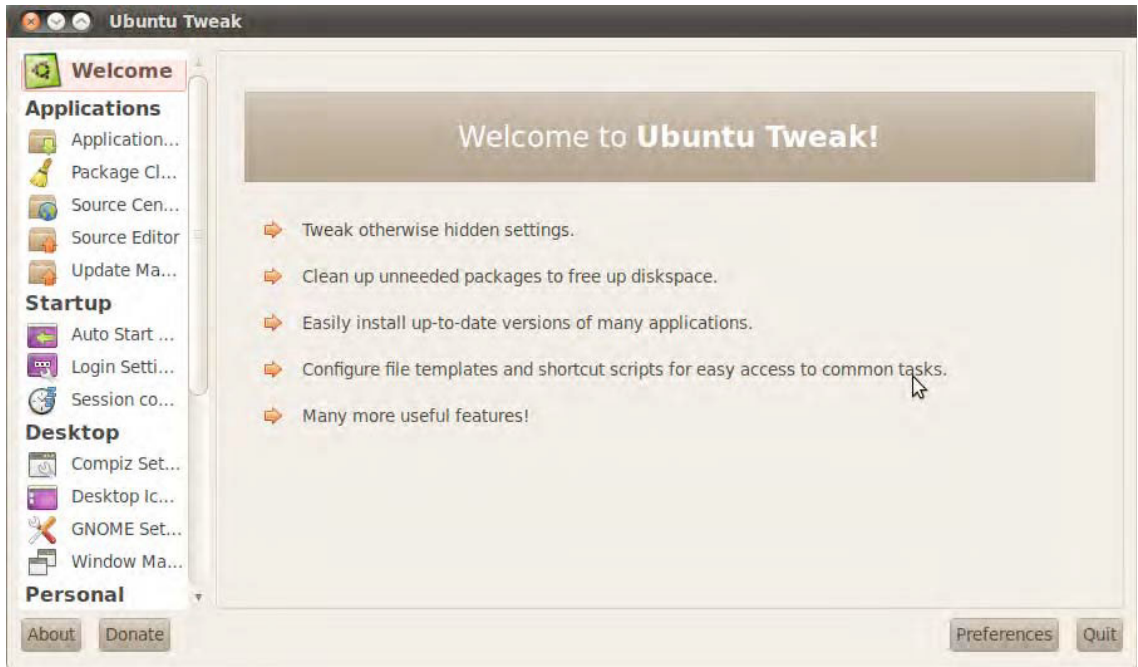 Ubuntu Tweak
Welcome
Applications
Application...
Package Cl...
Source Cen...
Source Editor
Update Ma...
Startup
Auto Start ...
Login Setti...
Session co...
Desktop
Compiz Set...
Desktop Ic...
GNOME Set...
Window Ma...
Personal
Welcome to Ubuntu Tweak!
Tweak otherwise hidden settings.
Clean up unneeded packages to free up diskspace.
Easily install up-to-date versions of many applications.
Configure file templates and shortcut scripts for easy access to common tasks.
Many more useful features!
About
Donate
Preferences
Quit